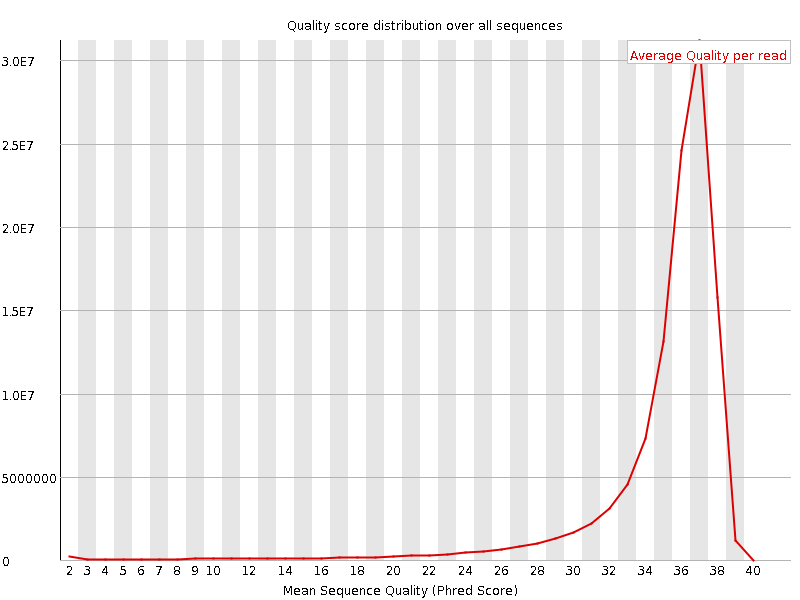 Quality score distribution over all sequences
Average Quality per read
3.0E7
2.5E7
2.0E7
1.5E7
1.0E7
5000000
0
2 3 4 5 6 7 8 9 10 12 14 16 18 20 22 24 26 28 30 32 34 36 38 40
Mean Sequence Quality (Phred Score)